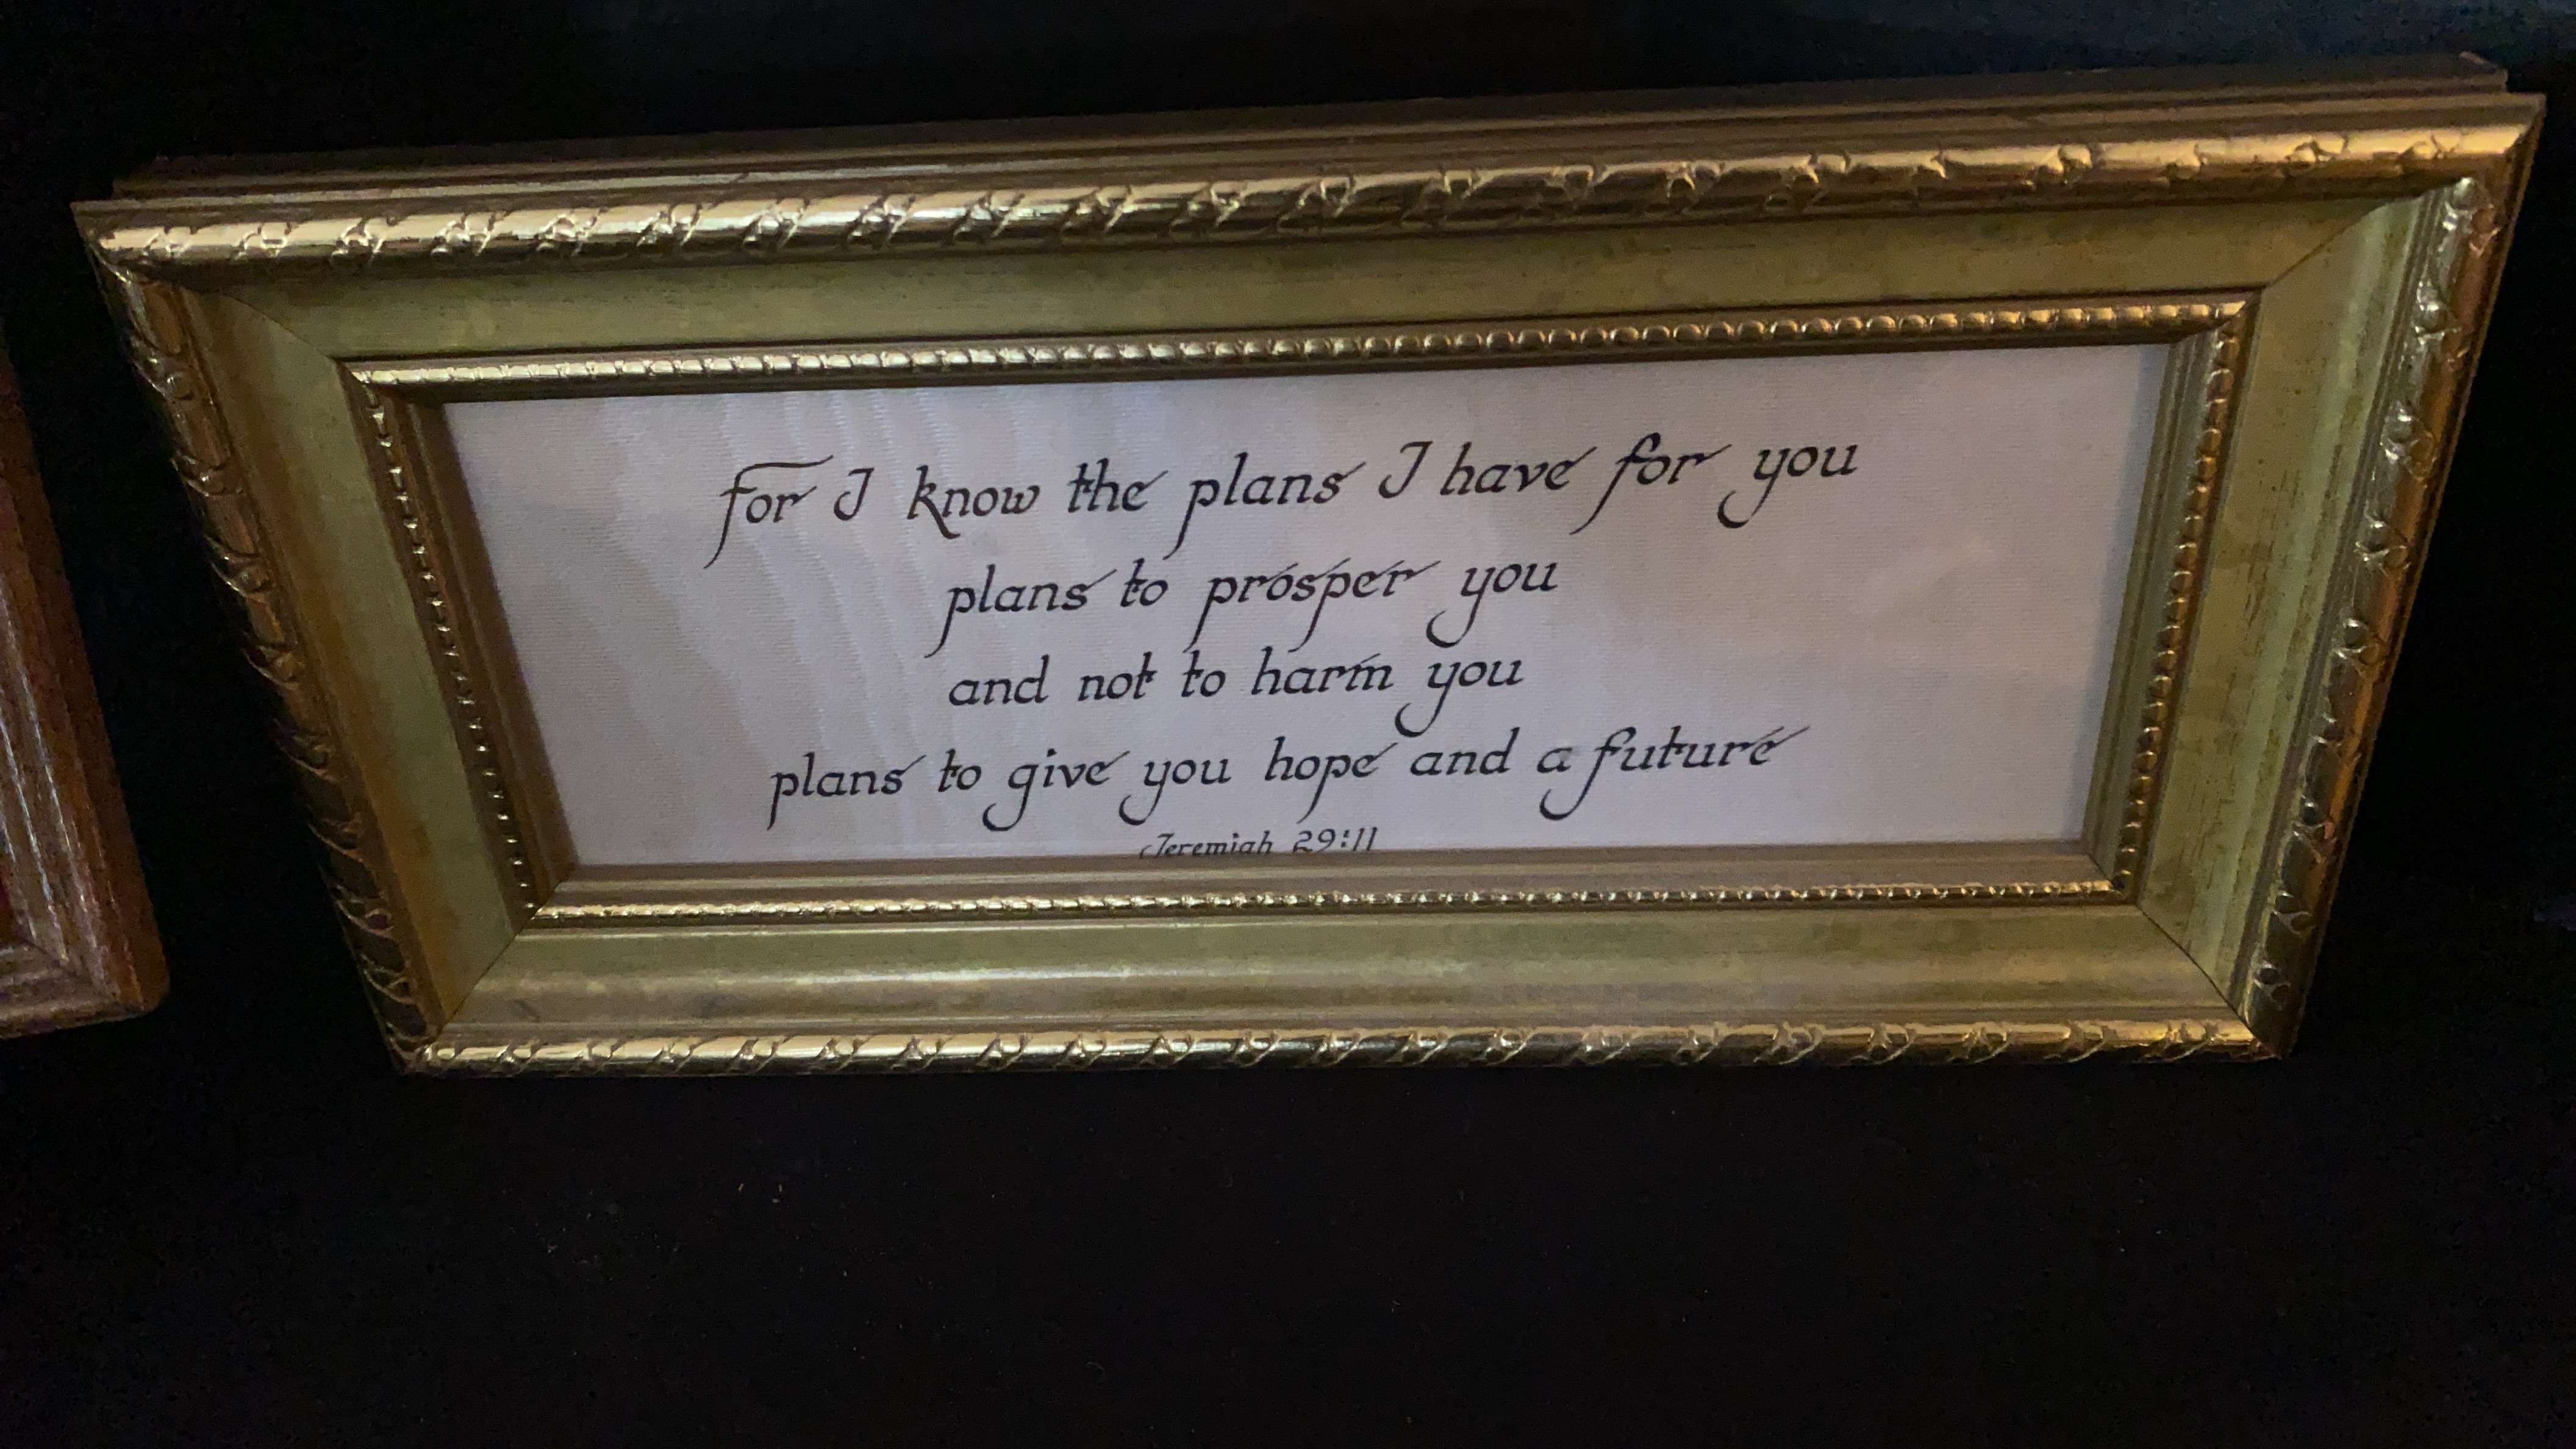 for I know the plans I have for you
plans to prosper you
and not to harm you
plans to give you hope and a future
Jeremiah 29:11